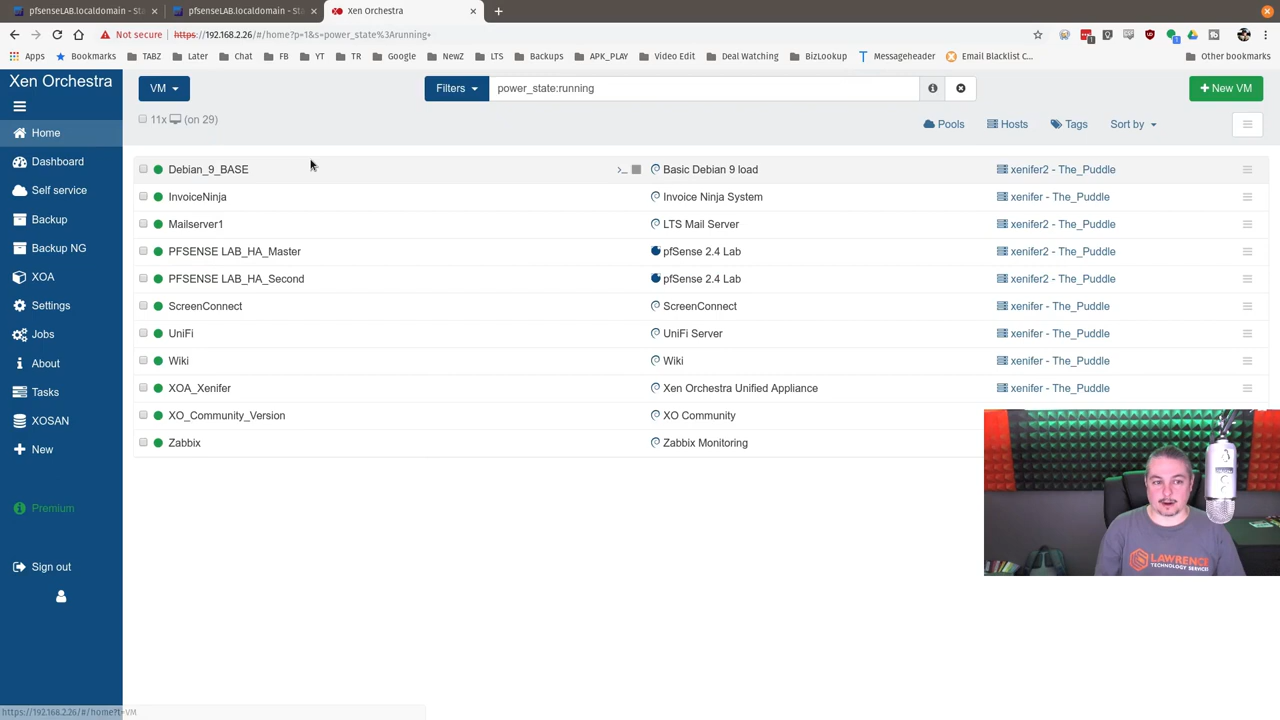 pfsenseLAB.localdomain - Sta
pfsenseLAB.localdomain - Sta
Xen Orchestra
Not secure
https://192.168.2.26/#/home?p=1&s=power_state%3Arunning+
Apps
Bookmarks
TABZ
Later
Chat
FB
YT
TR
Google
NewZ
LTS
Backups
APK_PLAY
Video Edit
Deal Watching
BizLookup
Messageheader
Email Blacklist C...
Other bookmarks
Xen Orchestra
VM
Filters
power_state:running
New VM
11x (on 29)
Pools
Hosts
Tags
Sort by
Home
Dashboard
Self service
Backup
Backup NG
XOA
Settings
Jobs
About
Tasks
XOSAN
New
Premium
Sign out
Debian_9_BASE >_ Basic Debian 9 load xenifer2 - The_Puddle
InvoiceNinja Invoice Ninja System xenifer - The_Puddle
Mailserver1 LTS Mail Server xenifer2 - The_Puddle
PFSENSE LAB_HA_Master pfSense 2.4 Lab xenifer2 - The_Puddle
PFSENSE LAB_HA_Second pfSense 2.4 Lab xenifer2 - The_Puddle
ScreenConnect ScreenConnect xenifer - The_Puddle
UniFi UniFi Server xenifer - The_Puddle
Wiki Wiki xenifer - The_Puddle
XOA_Xenifer Xen Orchestra Unified Appliance xenifer - The_Puddle
XO_Community_Version XO Community
Zabbix Zabbix Monitoring
LAWRENCE
TECHNOLOGY SERVICES
https://192.168.2.26/#/home?t=VM